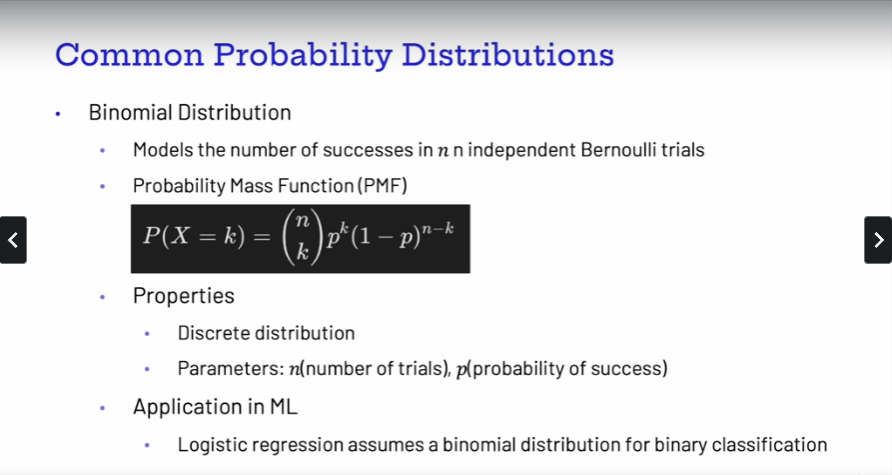 Common Probability Distributions
• Binomial Distribution
• Models the number of successes in n n independent Bernoulli trials
• Probability Mass Function (PMF)
P(X = k) = \binom{n}{k} p^k (1 − p)^{n−k}
• Properties
• Discrete distribution
• Parameters: n(number of trials), p(probability of success)
• Application in ML
• Logistic regression assumes a binomial distribution for binary classification